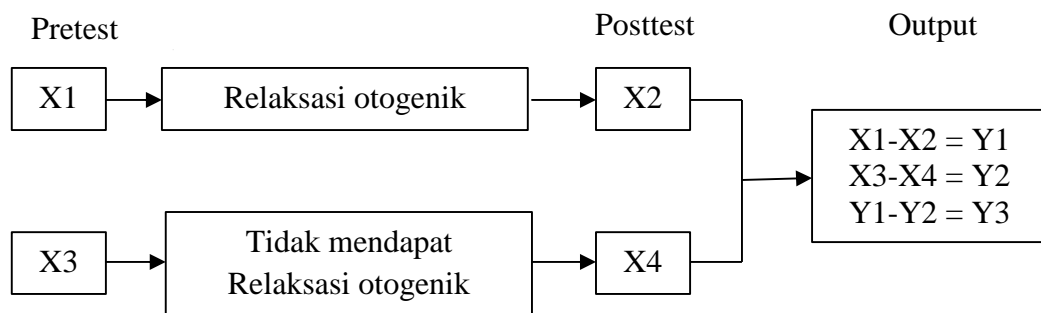 Pretest
Posttest
Output
X1
Relaksasi otogenik
X2
X1-X2 = Y1
X3-X4 = Y2
Y1-Y2 = Y3
X3
Tidak mendapat
Relaksasi otogenik
X4